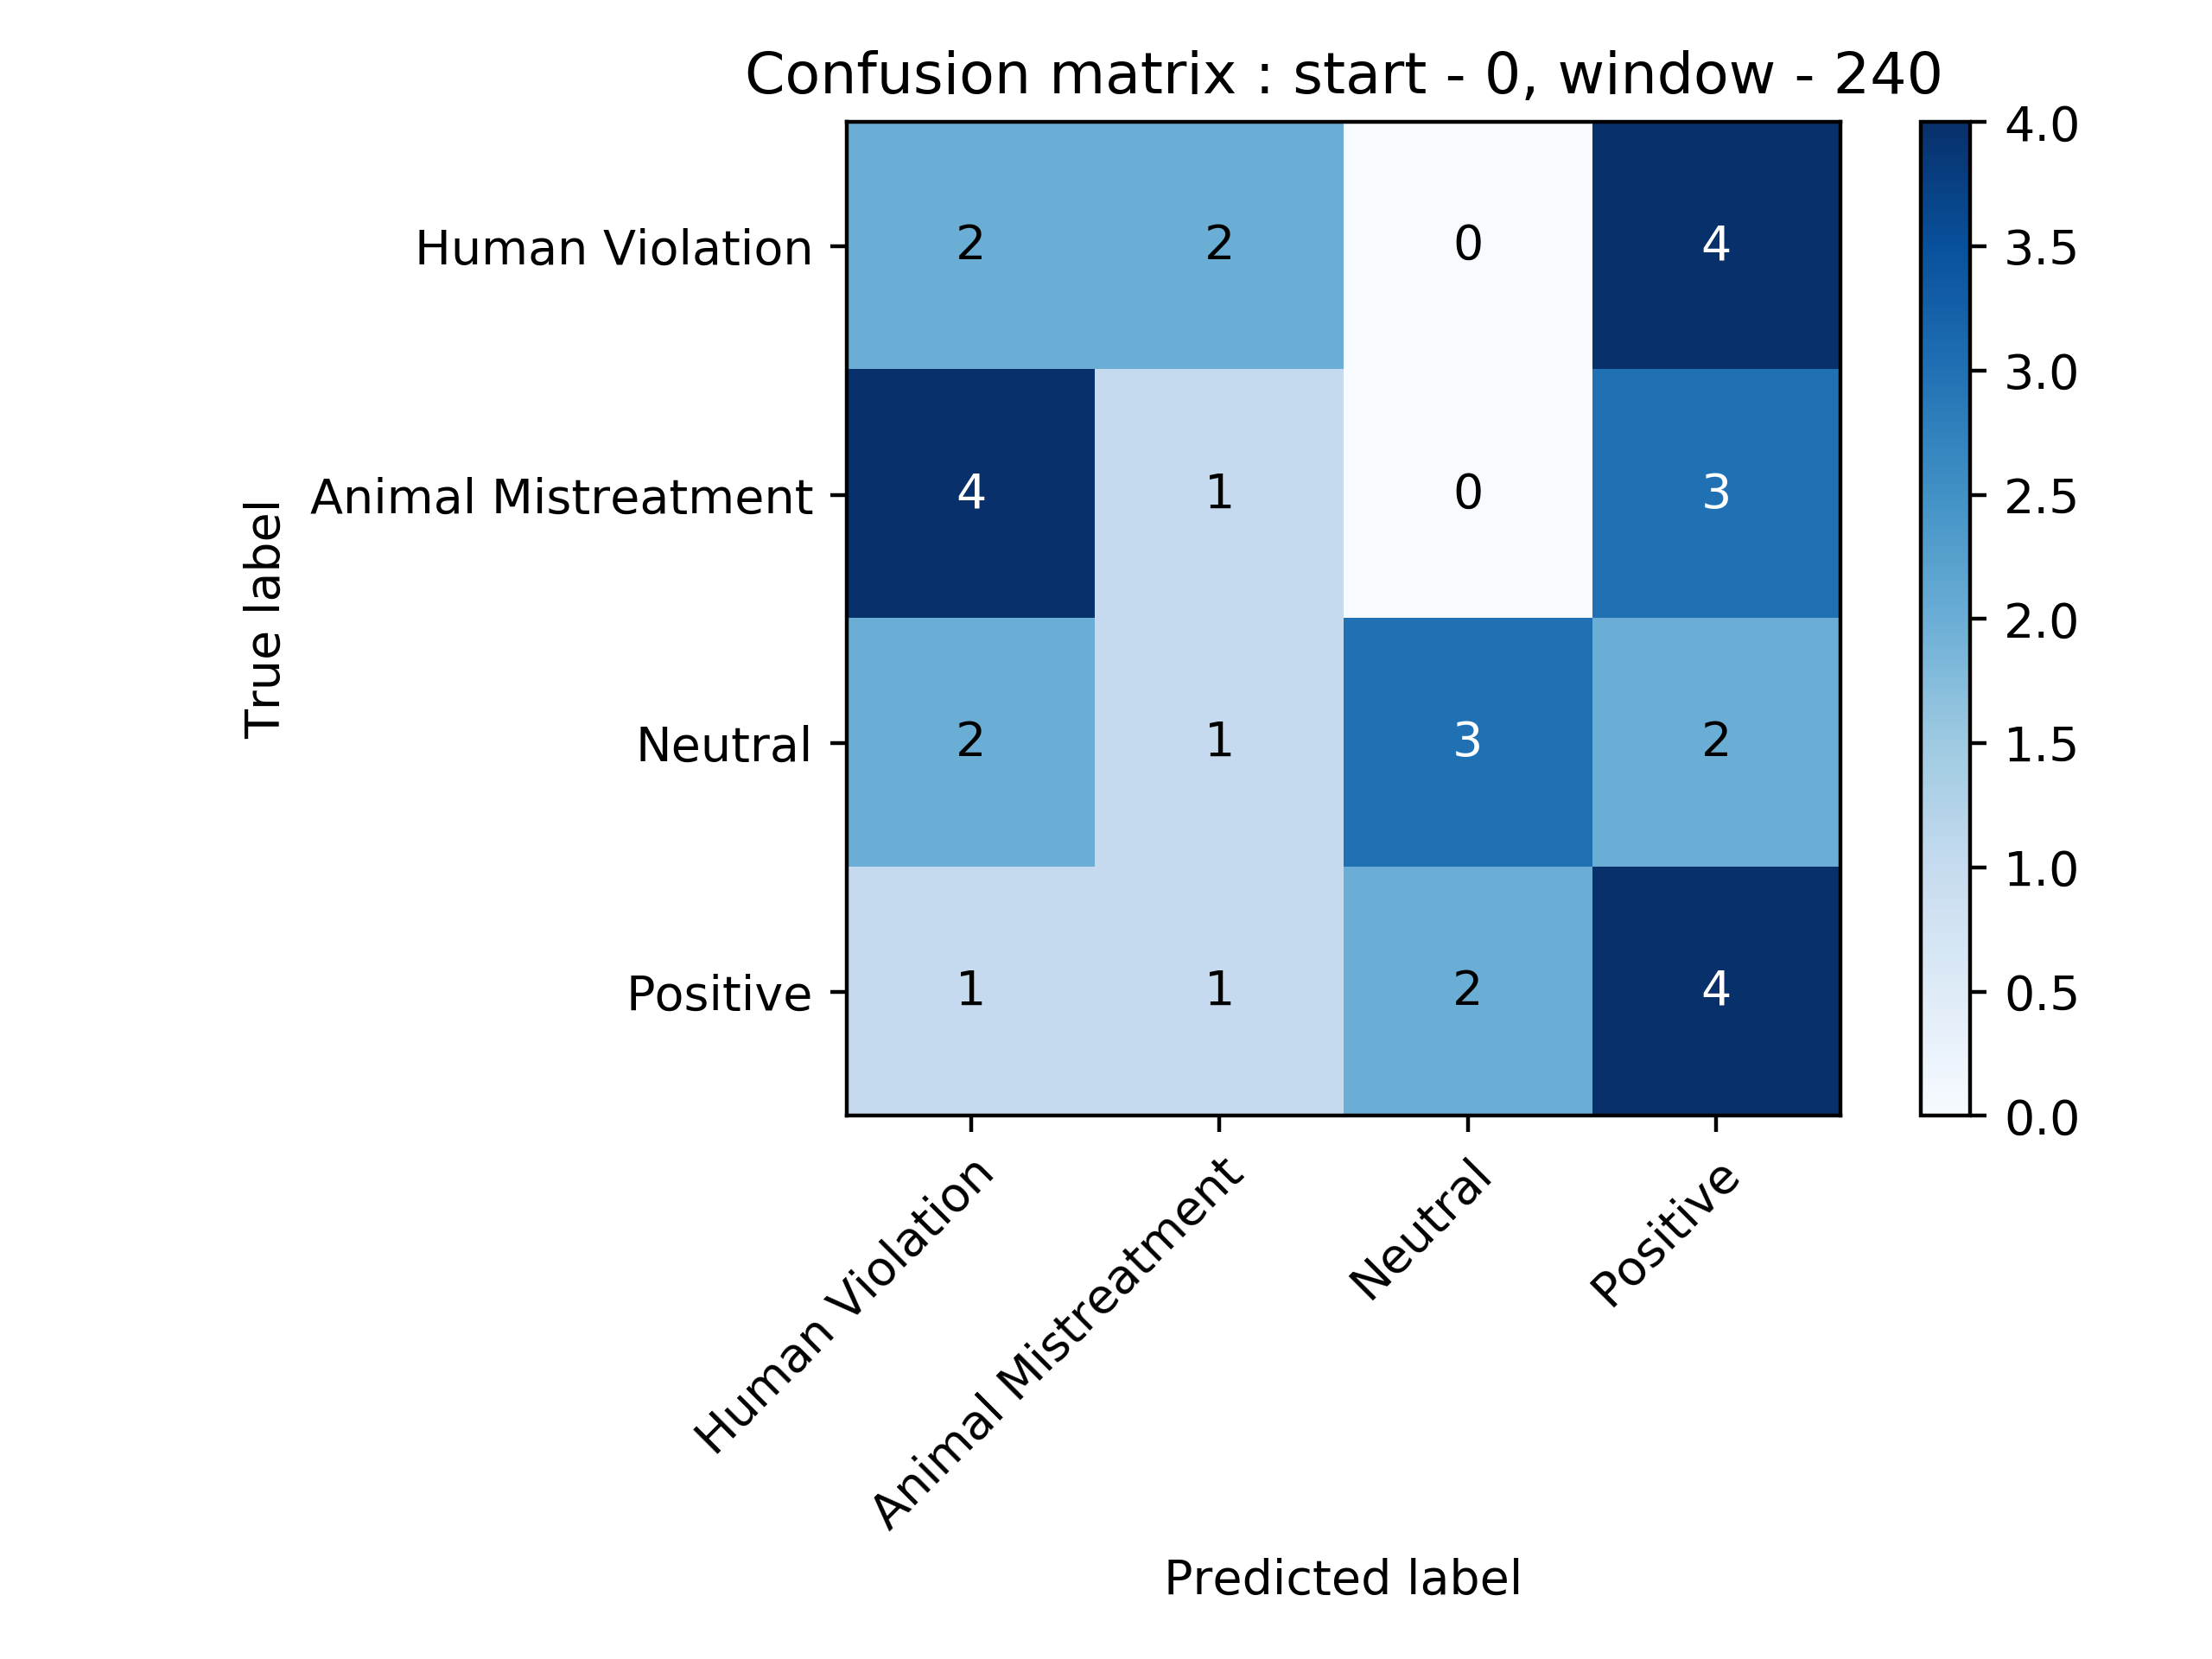 Confusion matrix : start - 0, window - 240
Human Violation 2 2 0 4
Animal Mistreatment 4 1 0 3
Neutral 2 1 3 2
Positive 1 1 2 4
True label
Human Violation
Animal Mistreatment
Neutral
Positive
Predicted label
4.0
3.5
3.0
2.5
2.0
1.5
1.0
0.5
0.0